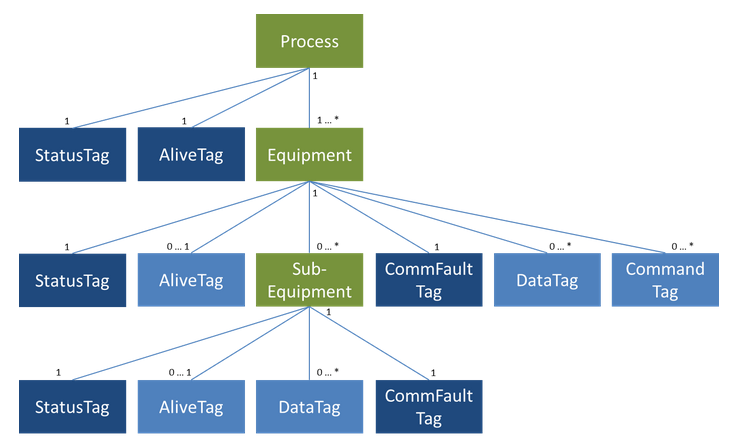 Process
1
1
1
1 ... *
StatusTag
AliveTag
Equipment
1
1
0 ... 1
0 ... *
1
0 ... *
0 ... *
StatusTag
AliveTag
Sub-
Equipment
CommFault
Tag
DataTag
Command
Tag
1
1
0 ... 1
0 ... *
1
StatusTag
AliveTag
DataTag
CommFault
Tag